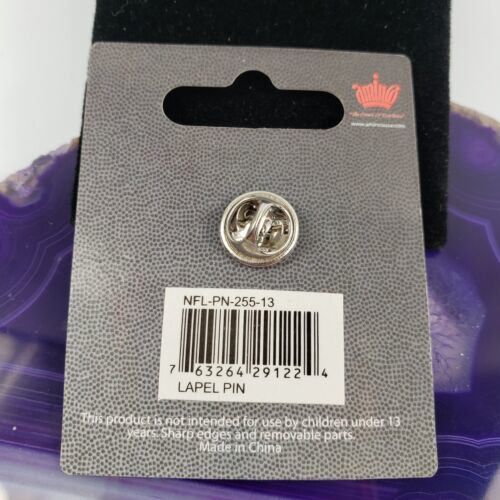 aminco
NFL-PN-255-13
7 63264 29122 4
LAPEL PIN
This product is not intended for use by children under 13
years. Sharp edges and removable parts.
Made in China